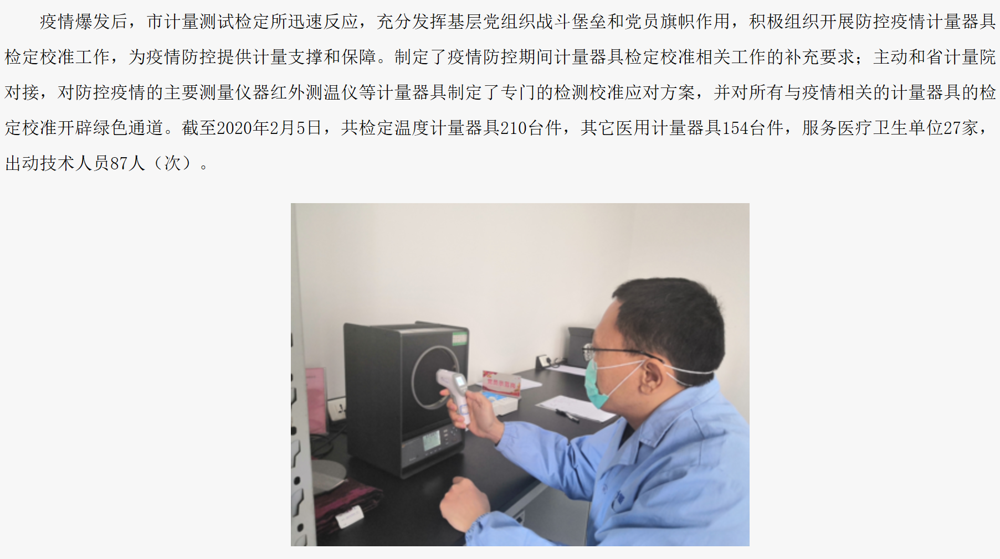 疫情爆发后，市计量测试检定所迅速反应，充分发挥基层党组织战斗堡垒和党员旗帜作用，积极组织开展防控疫情计量器具
检定校准工作，为疫情防控提供计量支撑和保障。制定了疫情防控期间计量器具检定校准相关工作的补充要求；主动和省计量院
对接，对防控疫情的主要测量仪器红外测温仪等计量器具制定了专门的检测校准应对方案，并对所有与疫情相关的计量器具的检
定校准开辟绿色通道。截至2020年2月5日，共检定温度计量器具210台件，其它医用计量器具154台件，服务医疗卫生单位27家，
出动技术人员87人（次）。